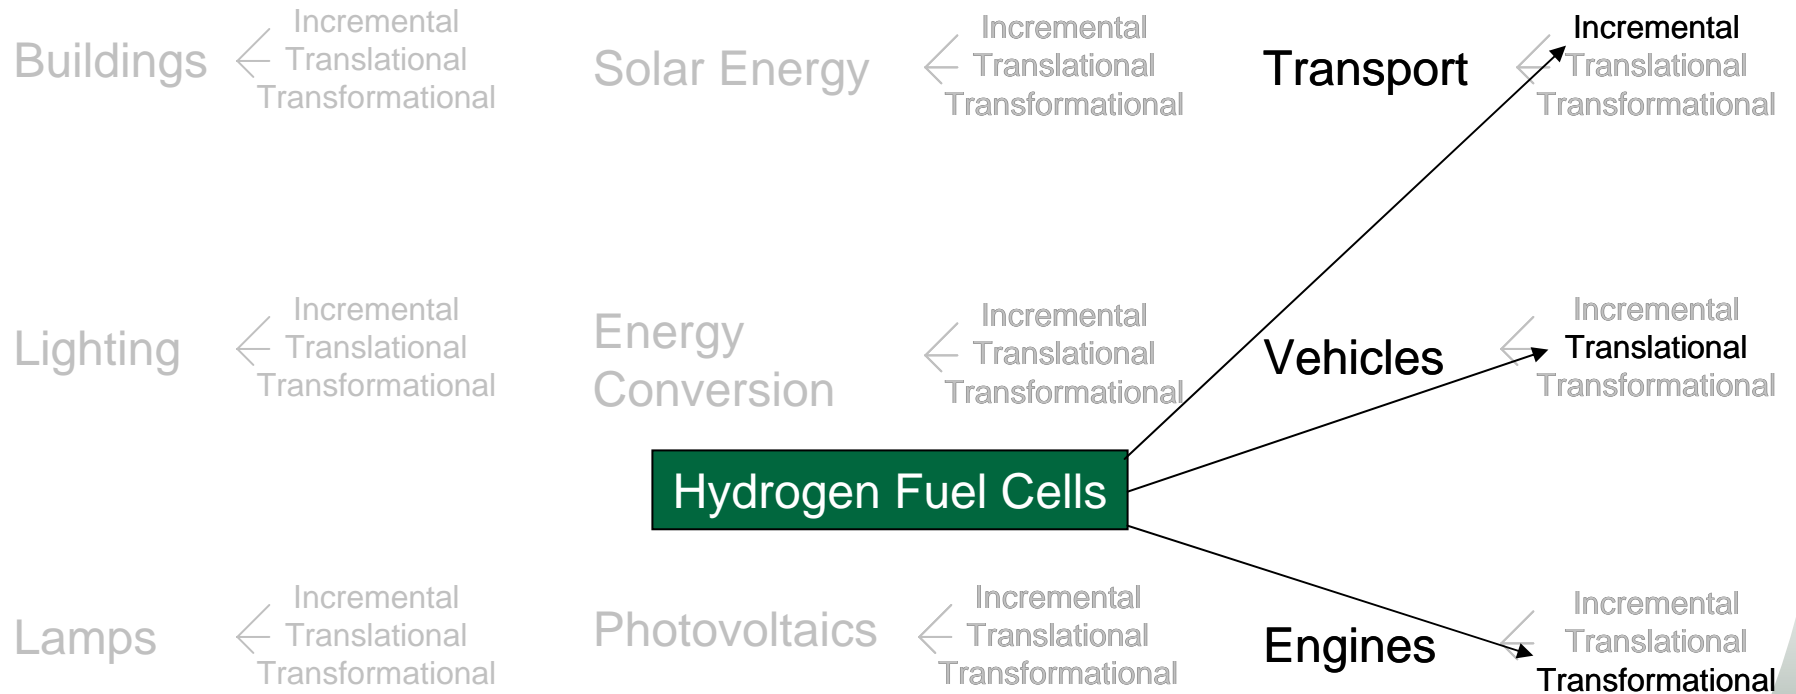 Buildings
Incremental
Translational
Transformational
Solar Energy
Incremental
Translational
Transformational
Transport
Incremental
Translational
Transformational
Lighting
Incremental
Translational
Transformational
Energy
Conversion
Incremental
Translational
Transformational
Vehicles
Incremental
Translational
Transformational
Hydrogen Fuel Cells
Lamps
Incremental
Translational
Transformational
Photovoltaics
Incremental
Translational
Transformational
Engines
Incremental
Translational
Transformational